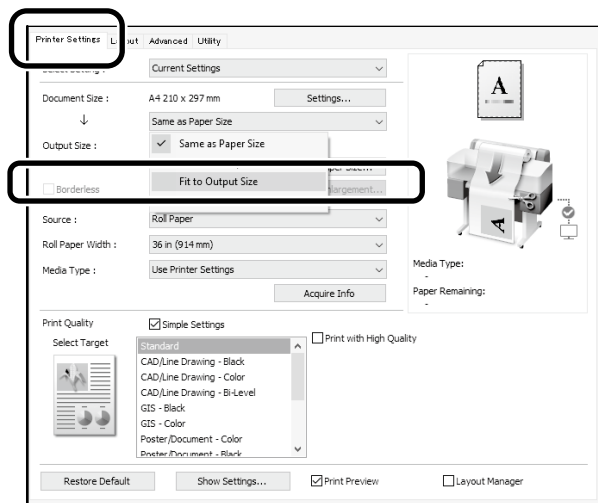 Printer Settings Layout Advanced Utility
Current Settings
Document Size : A4 210 x 297 mm Settings...
↓ Same as Paper Size
Output Size : ✓ Same as Paper Size
Fit to Output Size
Borderless
Source : Roll Paper
Roll Paper Width : 36 in (914 mm)
Media Type : Use Printer Settings
Acquire Info
A
A
Media Type:
-
Paper Remaining:
-
Print Quality Simple Settings
Select Target
Standard
CAD/Line Drawing - Black
CAD/Line Drawing - Color
CAD/Line Drawing - Bi-Level
GIS - Black
GIS - Color
Poster/Document - Color
Poster/Document - Black
Print with High Quality
Restore Default Show Settings... Print Preview Layout Manager